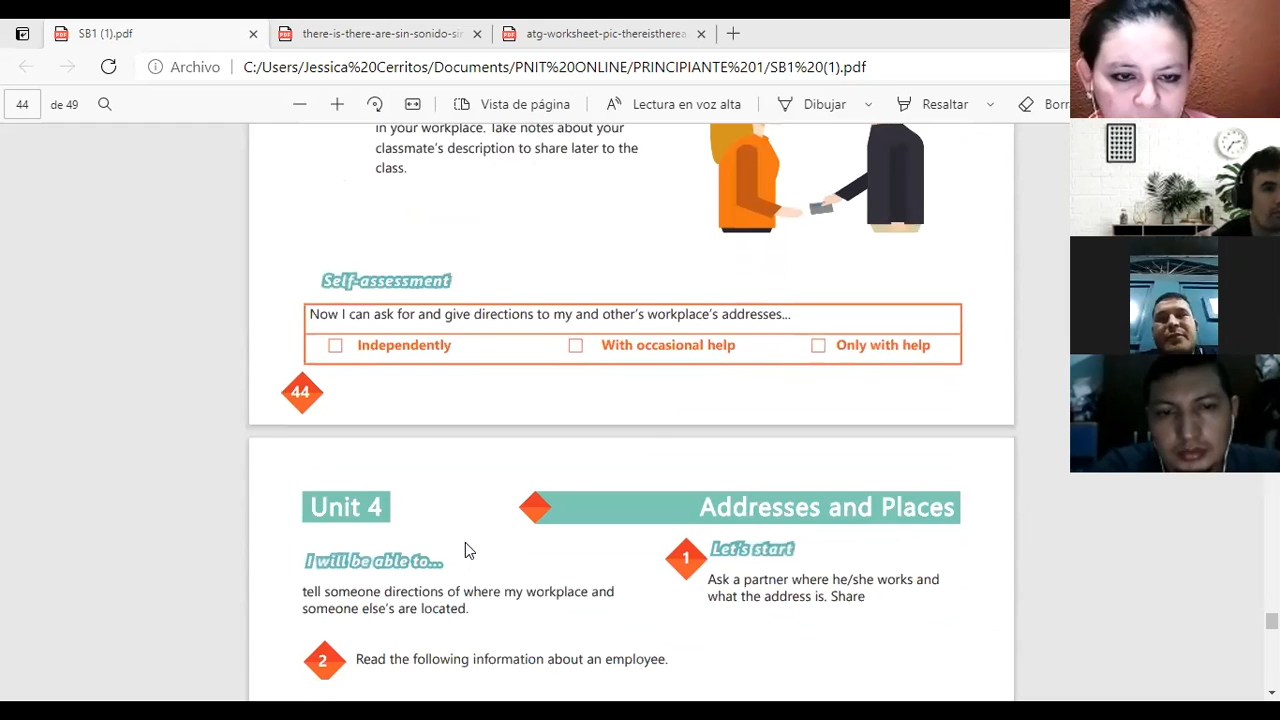 SB1 (1).pdf
there-is-there-are-sin-sonido-sir
atg-worksheet-pic-thereistherea
Archivo
C:/Users/Jessica%20Cerritos/Documents/PNIT%20ONLINE/PRINCIPIANTE%201/SB1%20(1).pdf
44 de 49
Vista de página
Lectura en voz alta
Dibujar
Resaltar
Borr
in your workplace. Take notes about your
classmate's description to share later to the
class.
Self-assessment
Now I can ask for and give directions to my and other's workplace's addresses...
Independently
With occasional help
Only with help
44
Unit 4
Addresses and Places
I will be able to...
tell someone directions of where my workplace and
someone else's are located.
1 Let's start
Ask a partner where he/she works and
what the address is. Share
2 Read the following information about an employee.